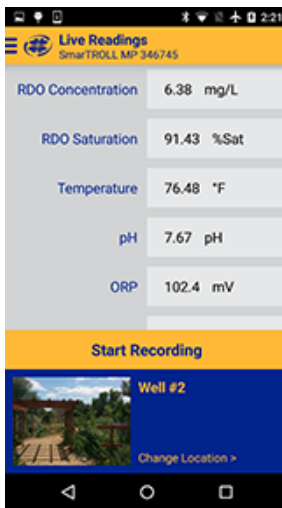 2:21
Live Readings
SmarTROLL MP 346745
RDO Concentration 6.38 mg/L
RDO Saturation 91.43 %Sat
Temperature 76.48 °F
pH 7.67 pH
ORP 102.4 mV
Start Recording
Well #2
Change Location >